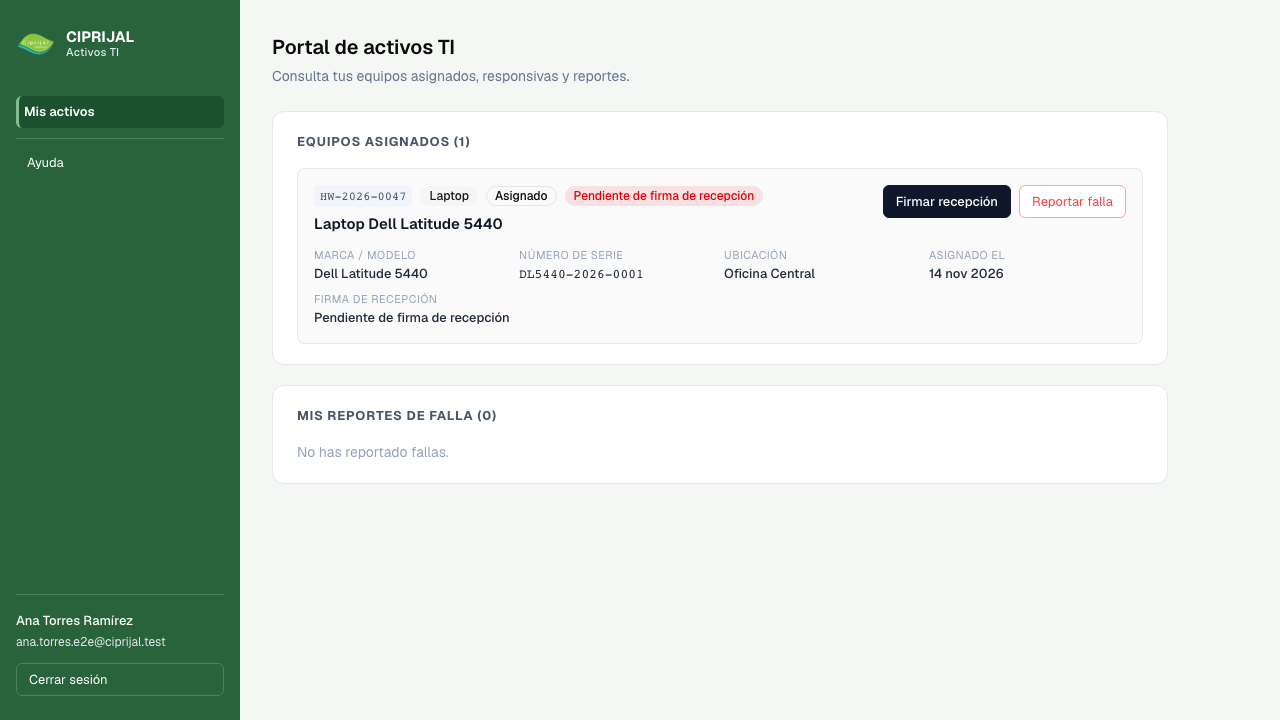 Ciprijal
CIPRIJAL
Activos TI
Mis activos
Ayuda
Ana Torres Ramírez
ana.torres.e2e@ciprijal.test
Cerrar sesión
Portal de activos TI
Consulta tus equipos asignados, responsivas y reportes.
EQUIPOS ASIGNADOS (1)
HW-2026-0047 Laptop Asignado Pendiente de firma de recepción
Firmar recepción Reportar falla
Laptop Dell Latitude 5440
MARCA / MODELO NÚMERO DE SERIE UBICACIÓN ASIGNADO EL
Dell Latitude 5440 DL5440-2026-0001 Oficina Central 14 nov 2026
FIRMA DE RECEPCIÓN
Pendiente de firma de recepción
MIS REPORTES DE FALLA (0)
No has reportado fallas.